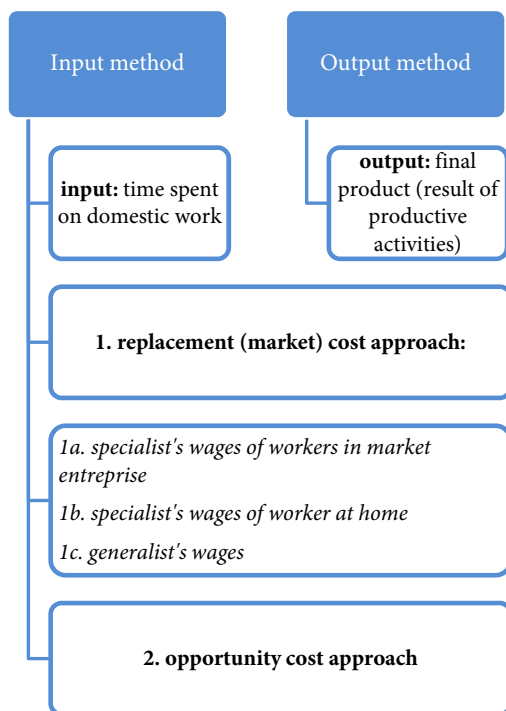 Input method
Output method
input: time spent
on domestic work
output: final
product (result of
productive
activities)
1. replacement (market) cost approach:
1a. specialist's wages of workers in market
entreprise
1b. specialist's wages of worker at home
1c. generalist's wages
2. opportunity cost approach